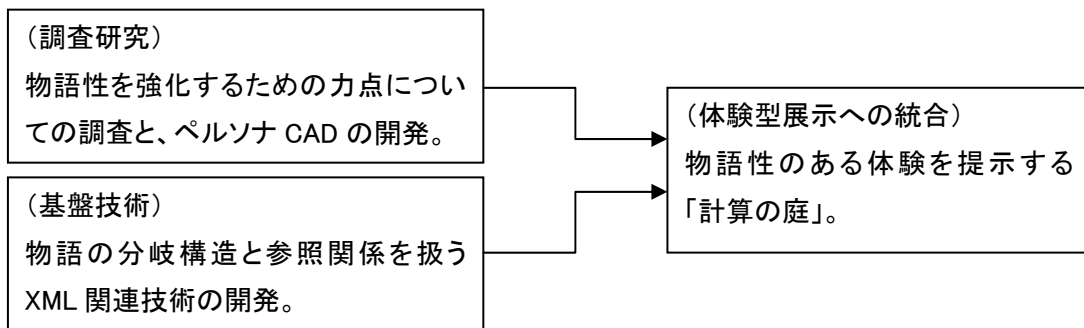 (調査研究)
物語性を強化するための力点につい
ての調査と、ペルソナ CAD の開発。
(基盤技術)
物語の分岐構造と参照関係を扱う
XML 関連技術の開発。
(体験型展示への統合)
物語性のある体験を提示する
「計算の庭」。